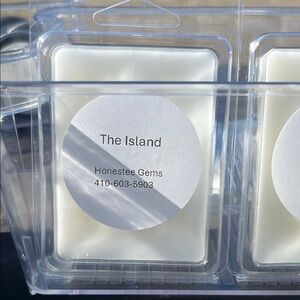 The Island
Honestee Gems
410-603-5903